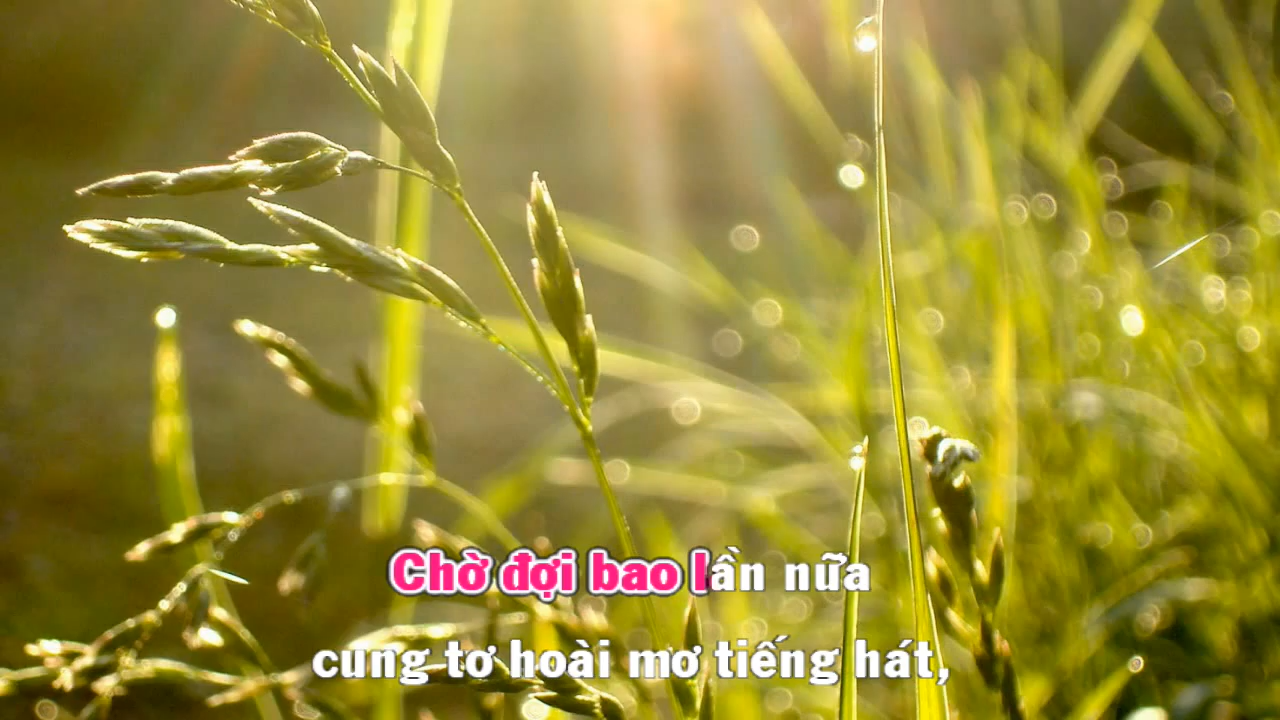 Chờ đợi bao lần nữa
cung tơ hoài mơ tiếng hát,